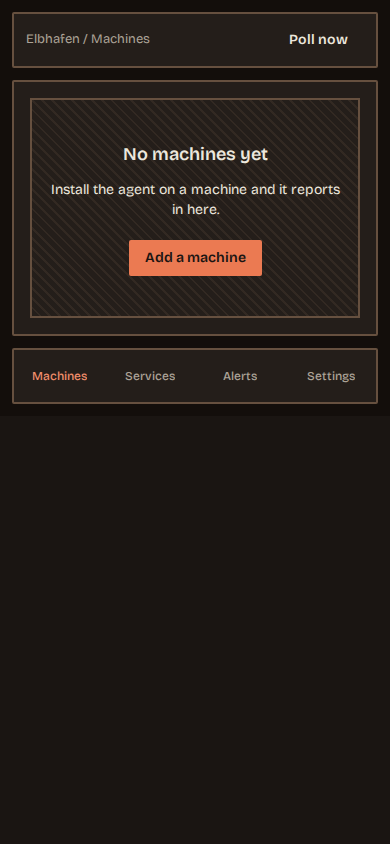 Elbhafen / Machines
Poll now
No machines yet
Install the agent on a machine and it reports
in here.
Add a machine
Machines
Services
Alerts
Settings